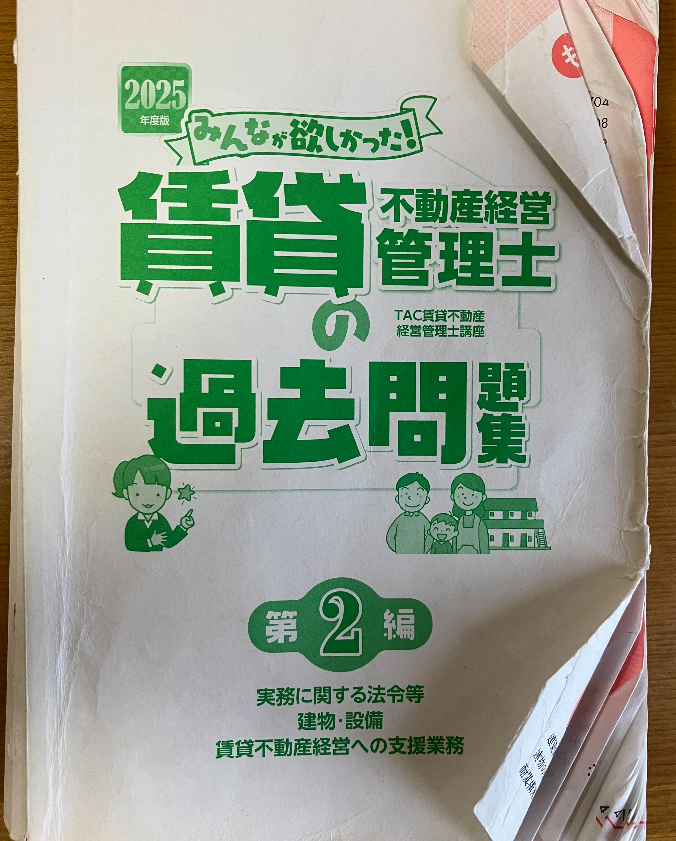 2025
年度版
みんなが欲しかった!
賃貸
不動産経営
管理士
の
TAC賃貸不動産
経営管理士講座
過去問
題集
第2編
実務に関する法令等
建物・設備
賃貸不動産経営への支援業務
も
704